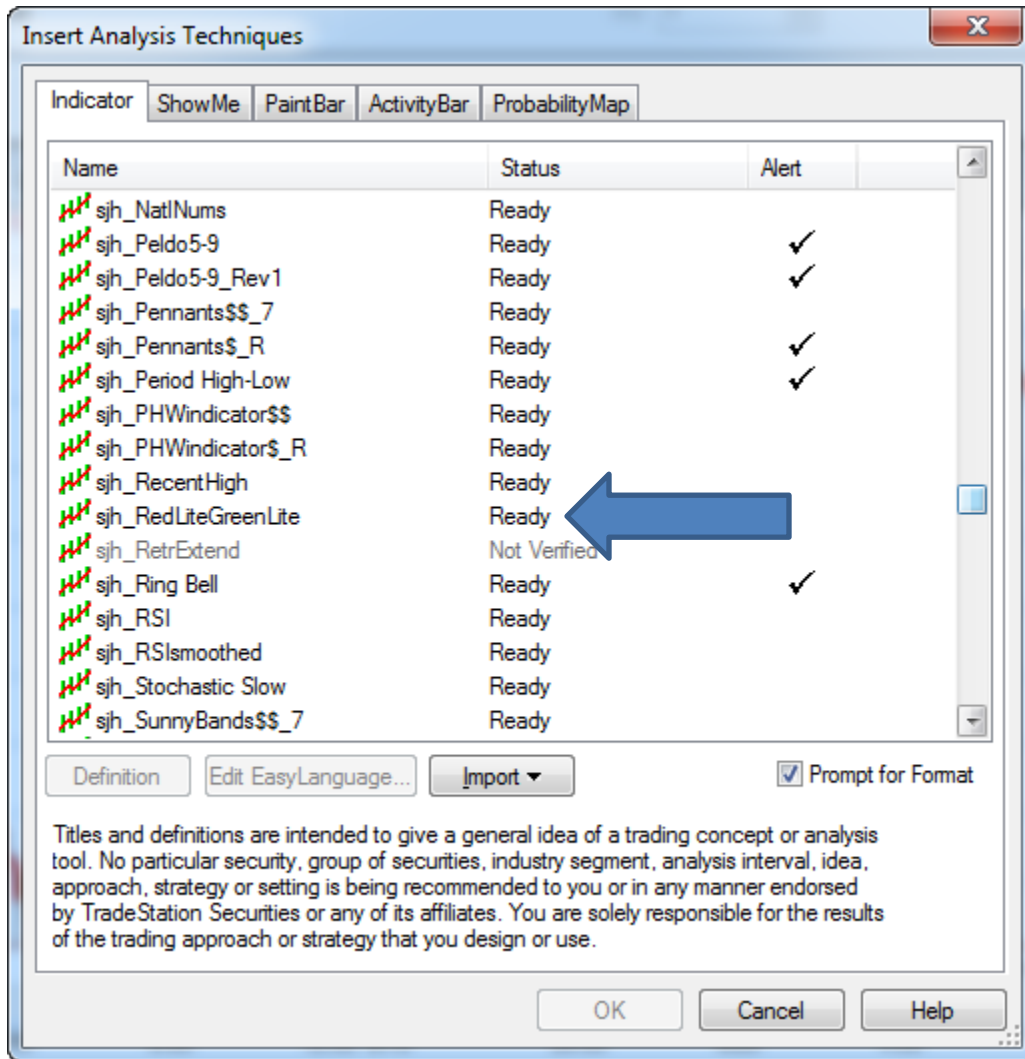 Insert Analysis Techniques
Indicator ShowMe PaintBar ActivityBar ProbabilityMap
Name Status Alert
sjh_NatlNums Ready
sjh_Peldo5-9 Ready
sjh_Peldo5-9_Rev1 Ready
sjh_Pennants$$_7 Ready
sjh_Pennants$_R Ready
sjh_Period High-Low Ready
sjh_PHWindicator$$ Ready
sjh_PHWindicator$_R Ready
sjh_RecentHigh Ready
sjh_RedLiteGreenLite Ready
sjh_RetrExtend Not Verified
sjh_Ring Bell Ready
sjh_RSI Ready
sjh_RSIsmoothed Ready
sjh_Stochastic Slow Ready
sjh_SunnyBands$$_7 Ready
Definition Edit EasyLanguage... Import Prompt for Format
Titles and definitions are intended to give a general idea of a trading concept or analysis
tool. No particular security, group of securities, industry segment, analysis interval, idea,
approach, strategy or setting is being recommended to you or in any manner endorsed
by TradeStation Securities or any of its affiliates. You are solely responsible for the results
of the trading approach or strategy that you design or use.
OK Cancel Help